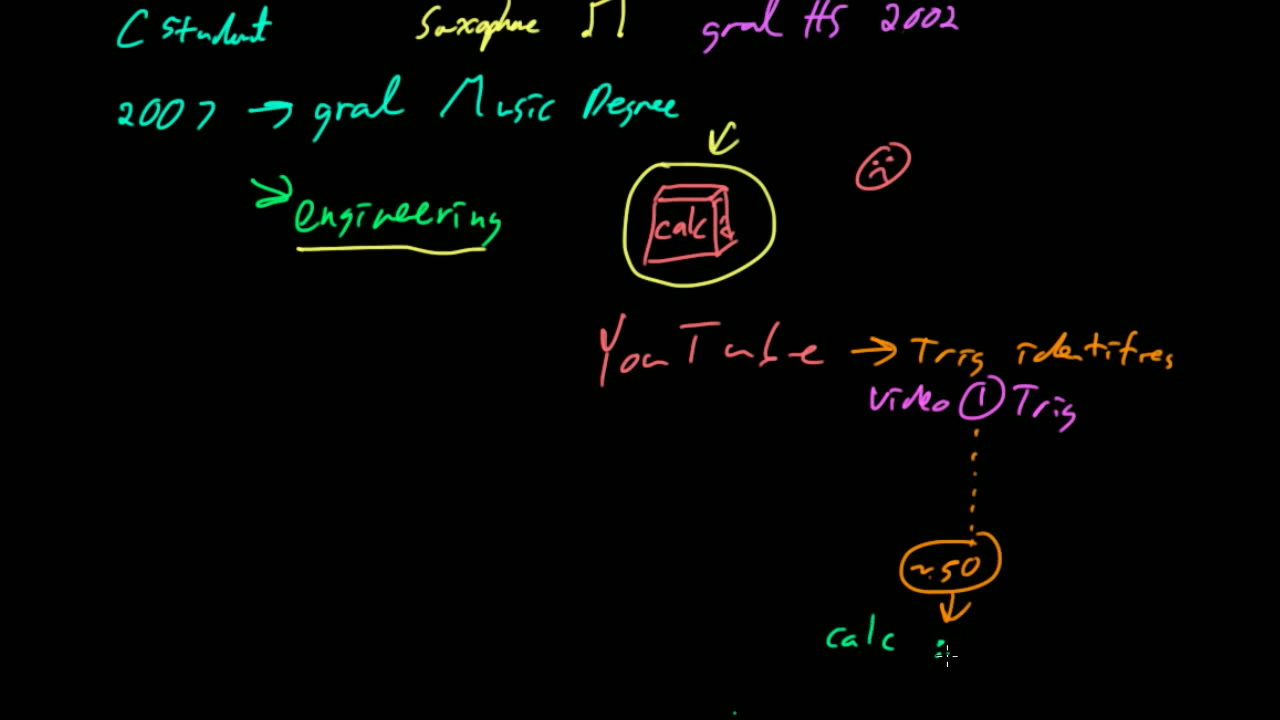 C student Saxophone ♫ grad HS 2002
2007 → grad Music Degree
engineering
calc 2
YouTube → Trig identities
video ① Trig
~50
calc